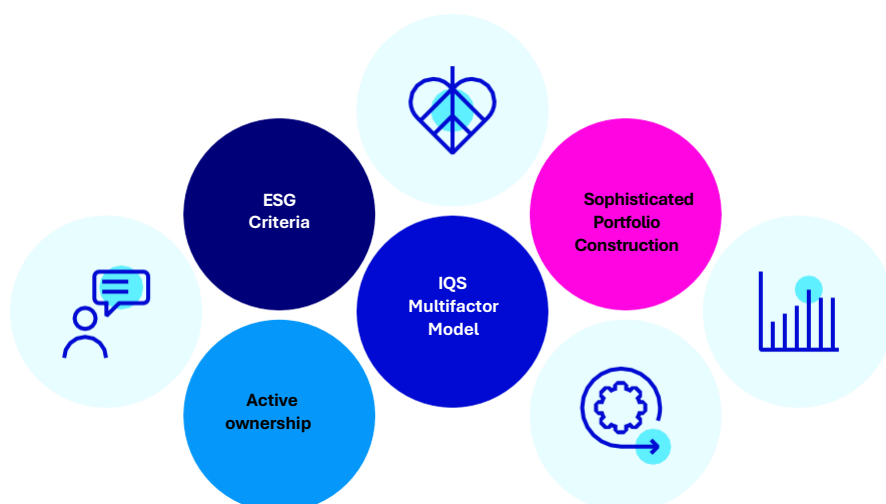 ESG
Criteria
Sophisticated
Portfolio
Construction
IQS
Multifactor
Model
Active
ownership